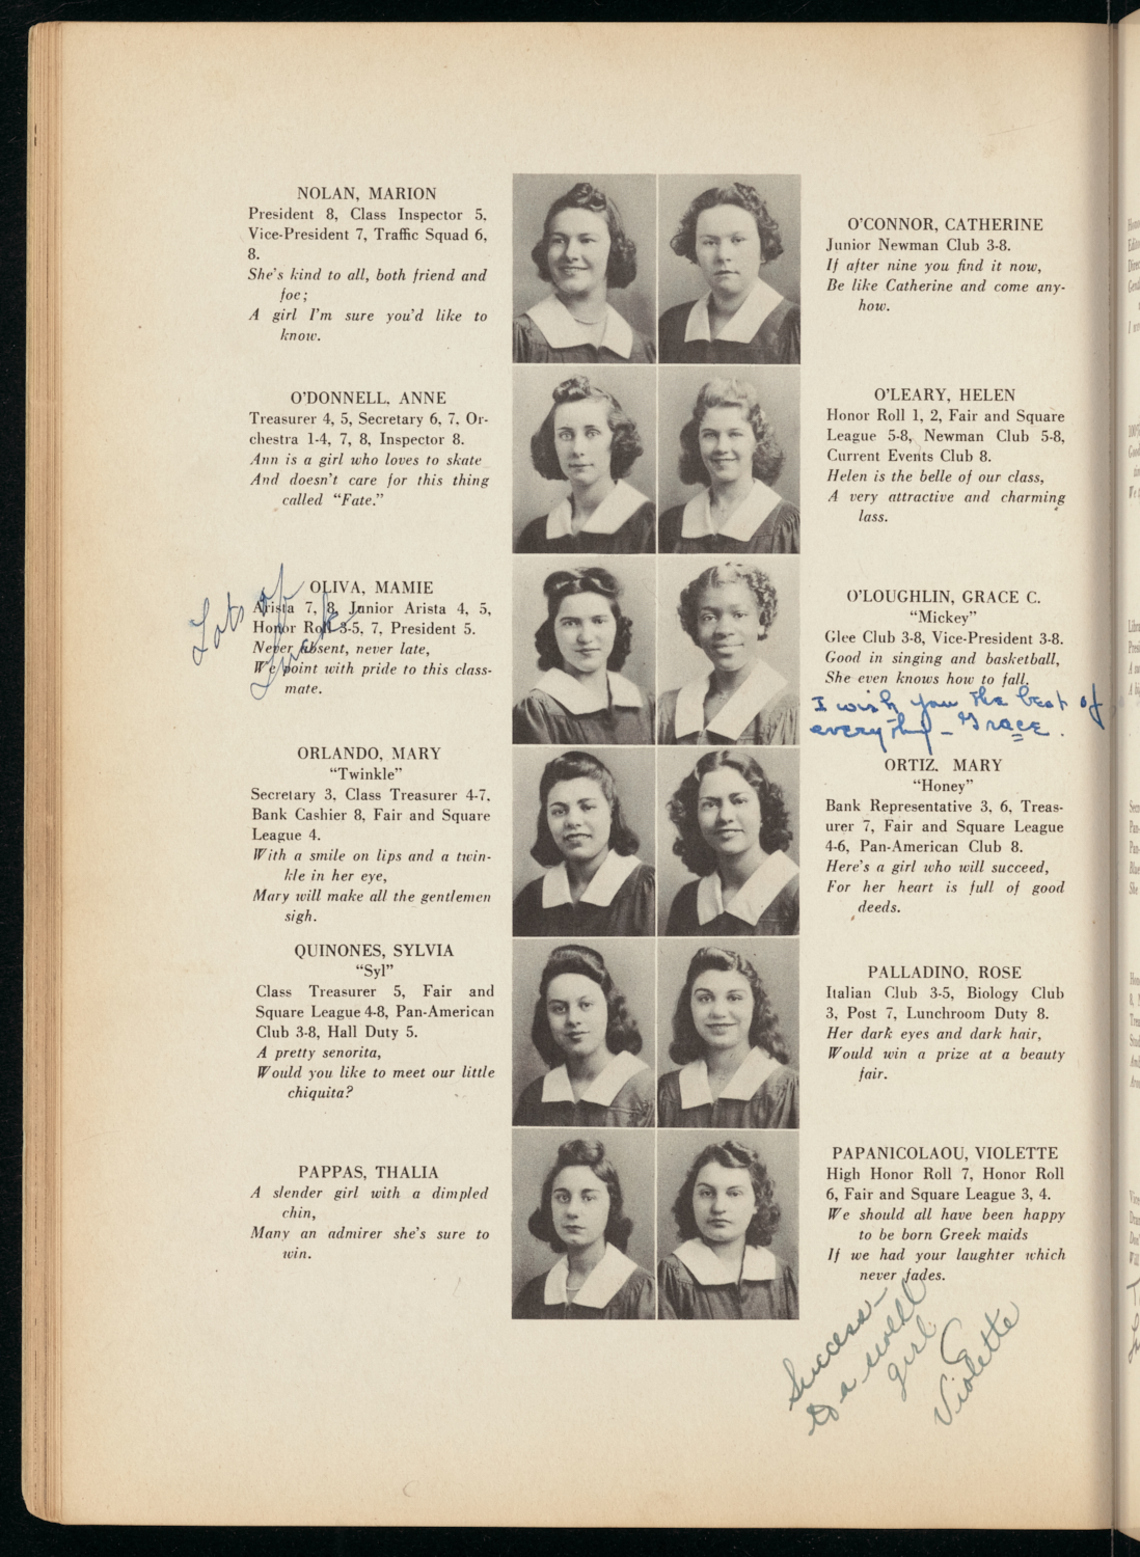 NOLAN, MARION
President 8, Class Inspector 5,
Vice-President 7, Traffic Squad 6,
8.
She's kind to all, both friend and
foe;
A girl I'm sure you'd like to
know.
O'CONNOR, CATHERINE
Junior Newman Club 3-8.
If after nine you find it now,
Be like Catherine and come any-
how.
O'DONNELL, ANNE
Treasurer 4, 5, Secretary 6, 7, Or-
chestra 1-4, 7, 8, Inspector 8.
Ann is a girl who loves to skate
And doesn't care for this thing
called "Fate."
O'LEARY, HELEN
Honor Roll 1, 2, Fair and Square
League 5-8, Newman Club 5-8,
Current Events Club 8.
Helen is the belle of our class,
A very attractive and charming
lass.
OLIVA, MAMIE
Arista 7, 8, Junior Arista 4, 5,
Honor Roll 3-5, 7, President 5.
Never absent, never late,
We point with pride to this class-
mate.
Lots of
Luck
O'LOUGHLIN, GRACE C.
"Mickey"
Glee Club 3-8, Vice-President 3-8.
Good in singing and basketball,
She even knows how to fall.
I wish you the best of
everything - Grace.
ORLANDO, MARY
"Twinkle"
Secretary 3, Class Treasurer 4-7,
Bank Cashier 8, Fair and Square
League 4.
With a smile on lips and a twin-
kle in her eye,
Mary will make all the gentlemen
sigh.
ORTIZ, MARY
"Honey"
Bank Representative 3, 6, Treas-
urer 7, Fair and Square League
4-6, Pan-American Club 8.
Here's a girl who will succeed,
For her heart is full of good
deeds.
QUINONES, SYLVIA
"Syl"
Class Treasurer 5, Fair and
Square League 4-8, Pan-American
Club 3-8, Hall Duty 5.
A pretty senorita,
Would you like to meet our little
chiquita?
PALLADINO, ROSE
Italian Club 3-5, Biology Club
3, Post 7, Lunchroom Duty 8.
Her dark eyes and dark hair,
Would win a prize at a beauty
fair.
PAPPAS, THALIA
A slender girl with a dimpled
chin,
Many an admirer she's sure to
win.
PAPANICOLAOU, VIOLETTE
High Honor Roll 7, Honor Roll
6, Fair and Square League 3, 4.
We should all have been happy
to be born Greek maids
If we had your laughter which
never fades.
Success-
To a swell
girl
Violette